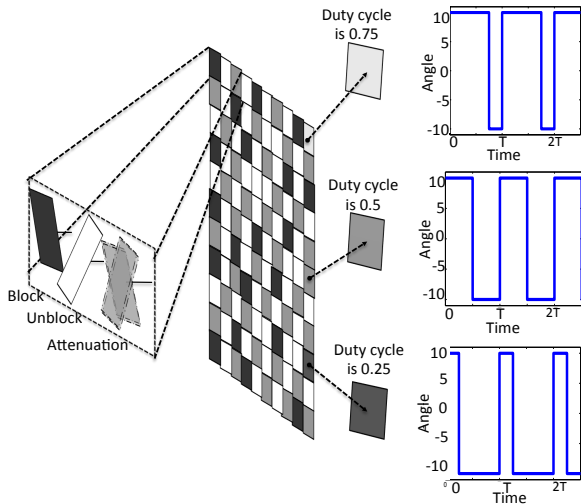 Duty cycle
is 0.75
10
5
0
-5
-10
Angle
0 T 2T
Time
Duty cycle
is 0.5
10
5
0
-5
-10
Angle
0 T 2T
Time
Block
Unblock
Attenuation
Duty cycle
is 0.25
10
5
0
-5
-10
Angle
0 0 T 2T
Time